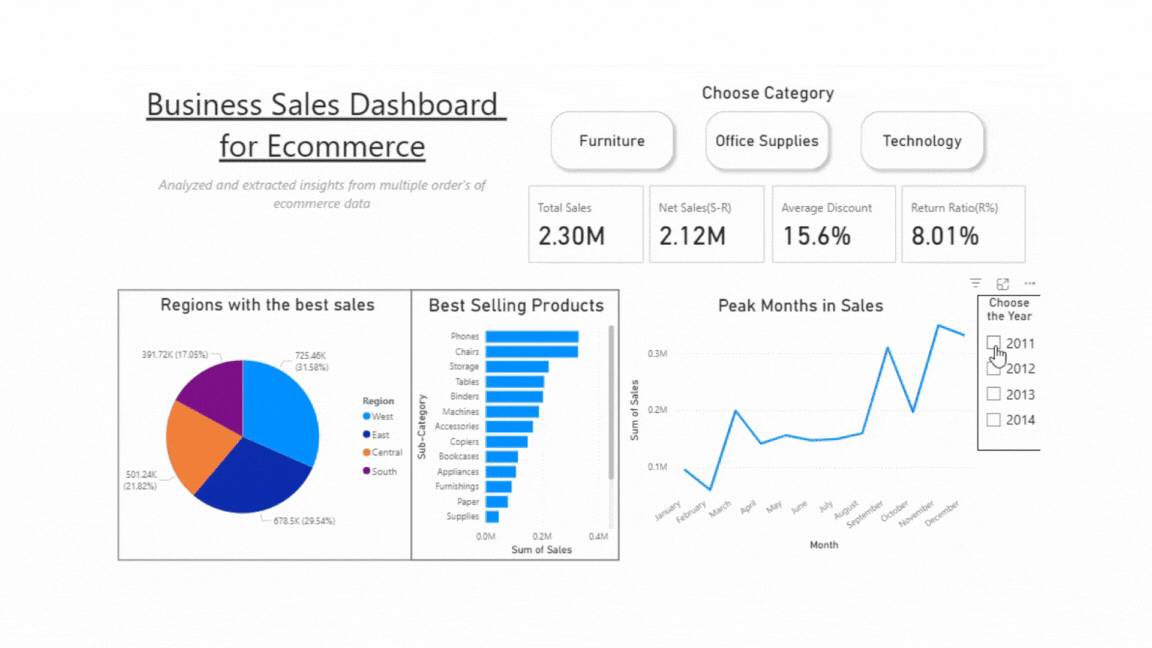 Business Sales Dashboard
for Ecommerce
Analyzed and extracted insights from multiple order's of
ecommerce data
Choose Category
Furniture
Office Supplies
Technology
Total Sales
2.30M
Net Sales(S-R)
2.12M
Average Discount
15.6%
Return Ratio(R%)
8.01%
Regions with the best sales
391.72K (17.05%)
725.46K
(31.58%)
501.24K
(21.82%)
678.5K (29.54%)
Region
West
East
Central
South
Best Selling Products
Sub-Category
Phones
Chairs
Storage
Tables
Binders
Machines
Accessories
Copiers
Bookcases
Appliances
Furnishings
Paper
Supplies
0.0M
0.2M
0.4M
Sum of Sales
Peak Months in Sales
Sum of Sales
0.3M
0.2M
0.1M
January
February
March
April
May
June
July
August
September
October
November
December
Month
Choose
the Year
2011
2012
2013
2014